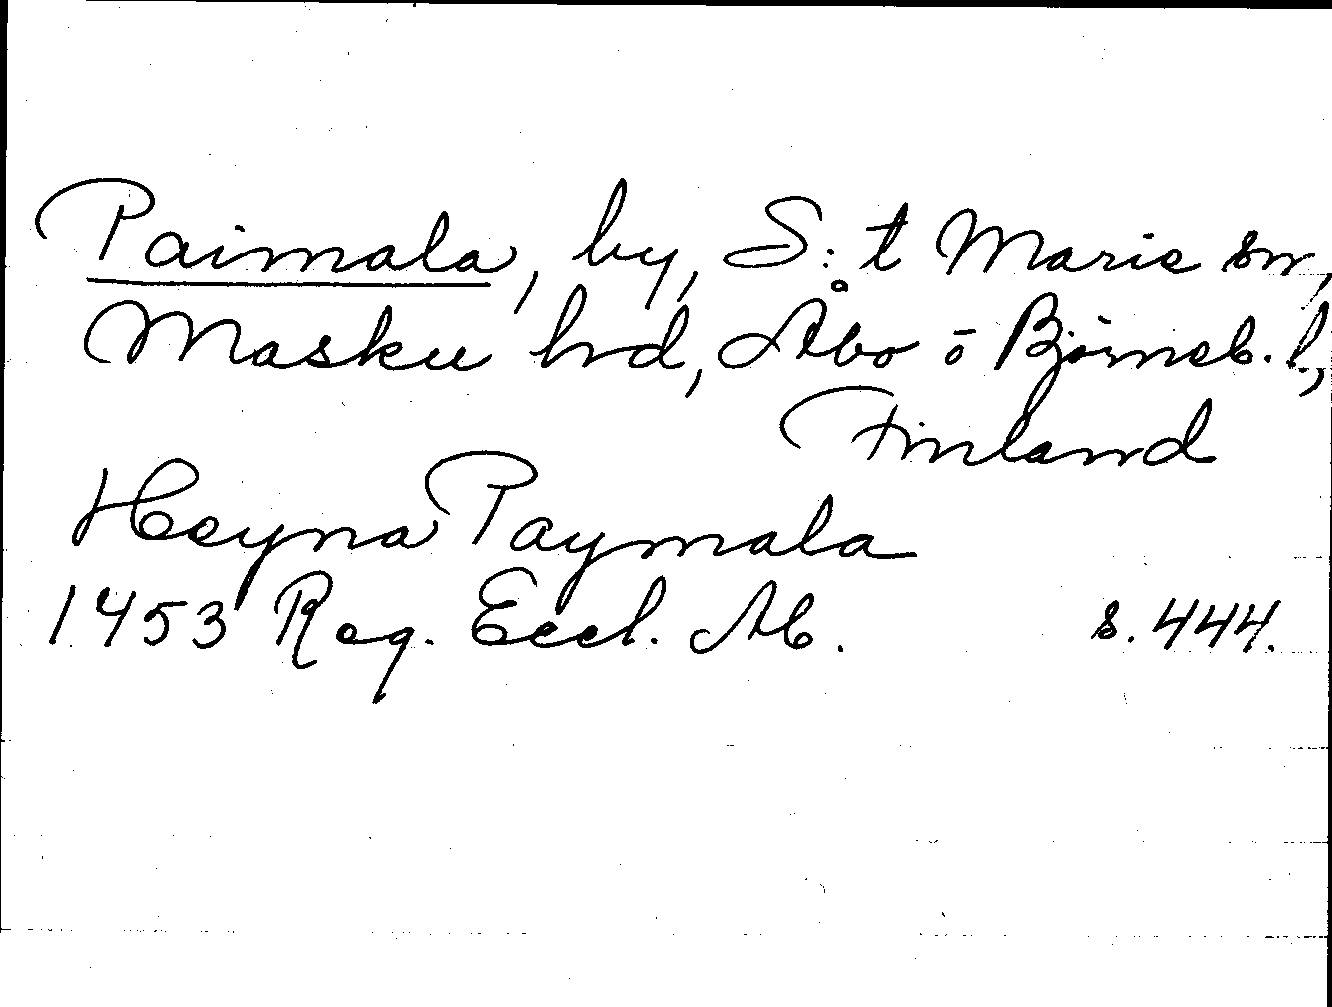 Paimala, by, S:t Marie sn,
Masku hd, Åbo ō Björneb. l.,
Finland
Heyna Paymala
1453 Reg. Eccl. Ab. s. 444.